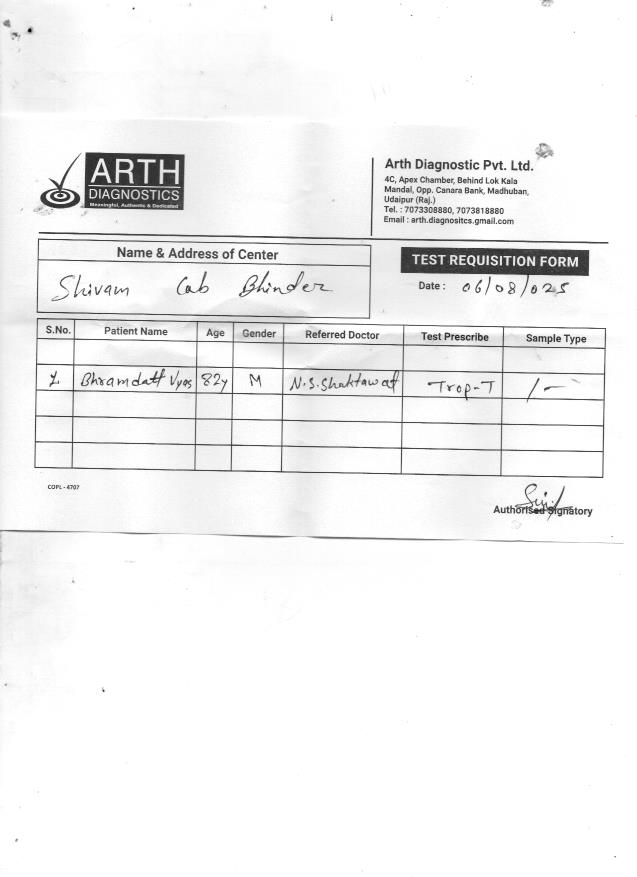 ARTH
DIAGNOSTICS
Meaningful, Authentic & Dedicated
Arth Diagnostic Pvt. Ltd.
4C, Apex Chamber, Behind Lok Kala
Mandal, Opp. Canara Bank, Madhuban,
Udaipur (Raj.)
Tel. : 7073308880, 7073818880
Email : arth.diagnositcs.gmail.com
Name & Address of Center
Shivam Lab Bhinder
TEST REQUISITION FORM
Date : 06/08/025
S.No. Patient Name Age Gender Referred Doctor Test Prescribe Sample Type
1 Bhramdatt Vyas 82y M N.S.Shaktawat Trop-T /-
COPL - 4707
Authorised Signatory